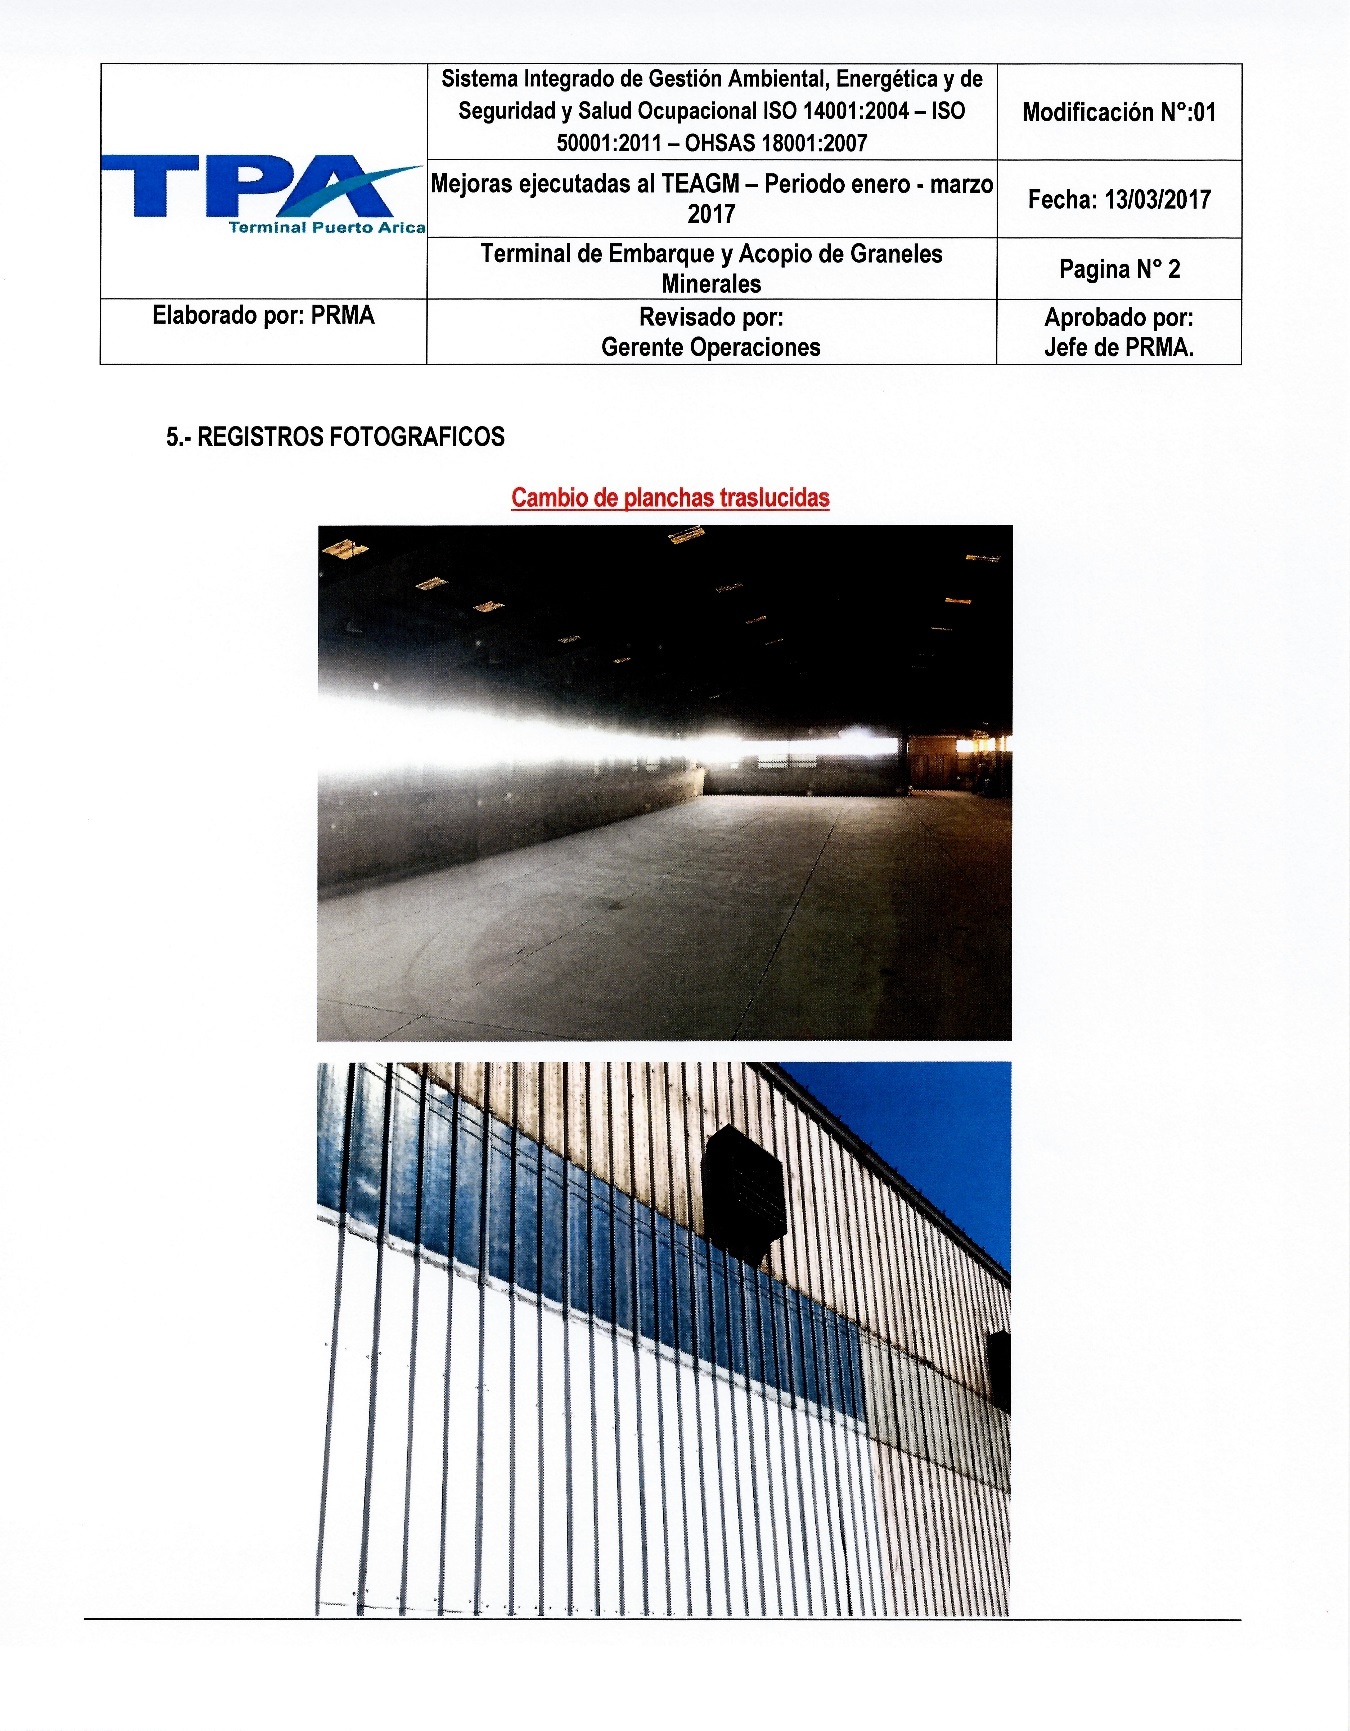 Sistema Integrado de Gestión Ambiental, Energética y de
Seguridad y Salud Ocupacional ISO 14001:2004 – ISO
50001:2011 – OHSAS 18001:2007
Modificación N°:01
TPA
Terminal Puerto Arica
Mejoras ejecutadas al TEAGM – Periodo enero - marzo
2017
Fecha: 13/03/2017
Terminal de Embarque y Acopio de Graneles
Minerales
Pagina N° 2
Elaborado por: PRMA
Revisado por:
Gerente Operaciones
Aprobado por:
Jefe de PRMA.
5.- REGISTROS FOTOGRAFICOS
Cambio de planchas traslucidas